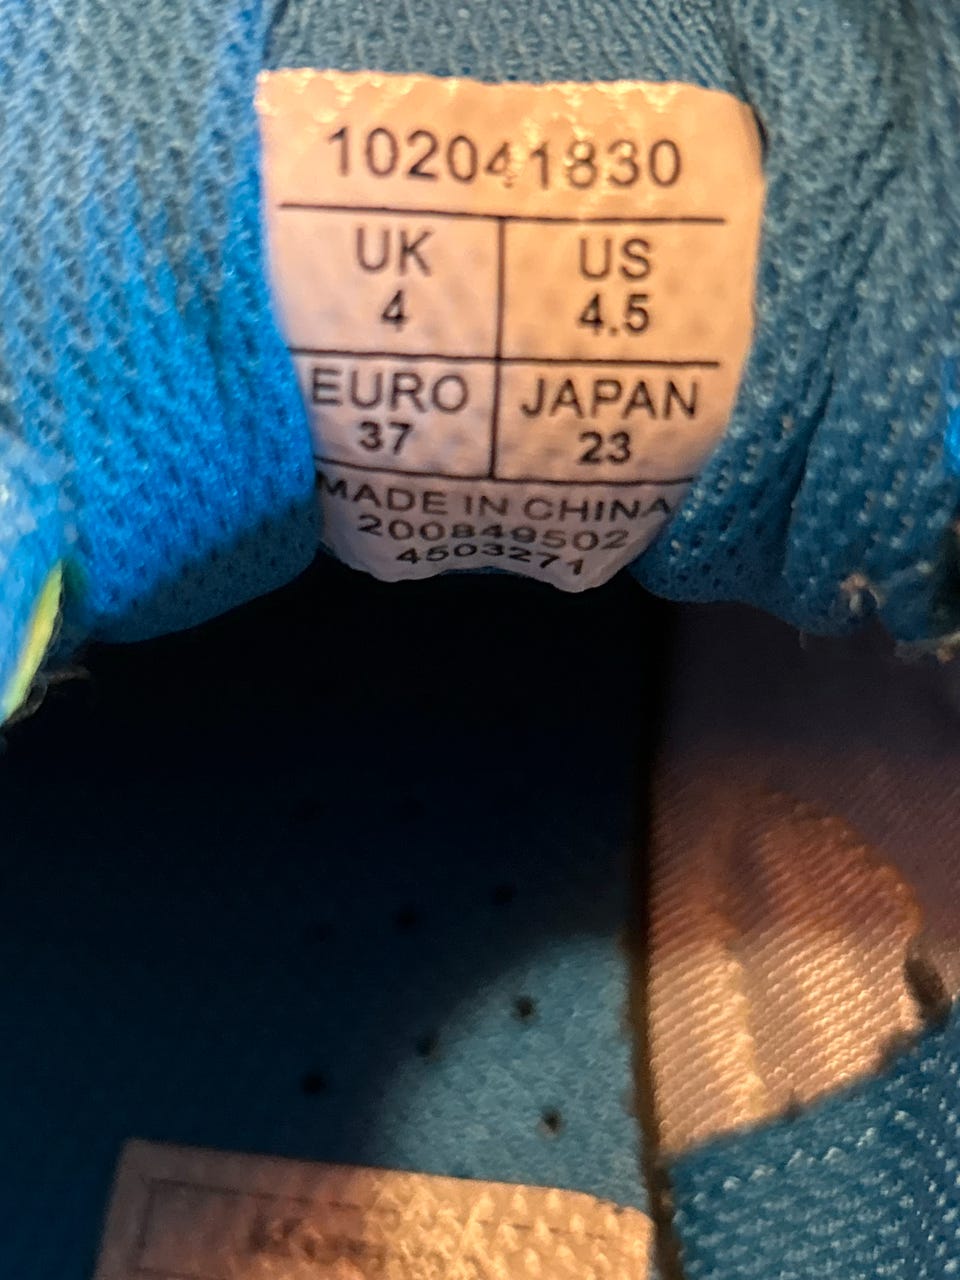 102041830
UK US
4 4.5
EURO JAPAN
37 23
MADE IN CHINA
200849502
4503271